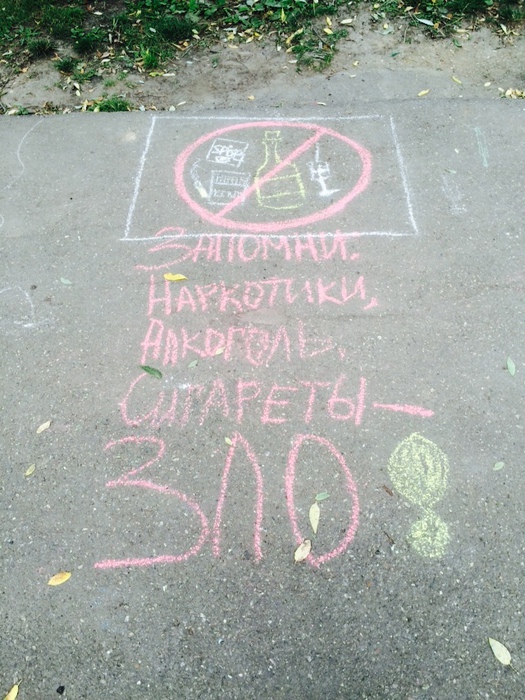 Запомни:
Наркотики,
Алкоголь,
Сигареты —
ЗЛО!